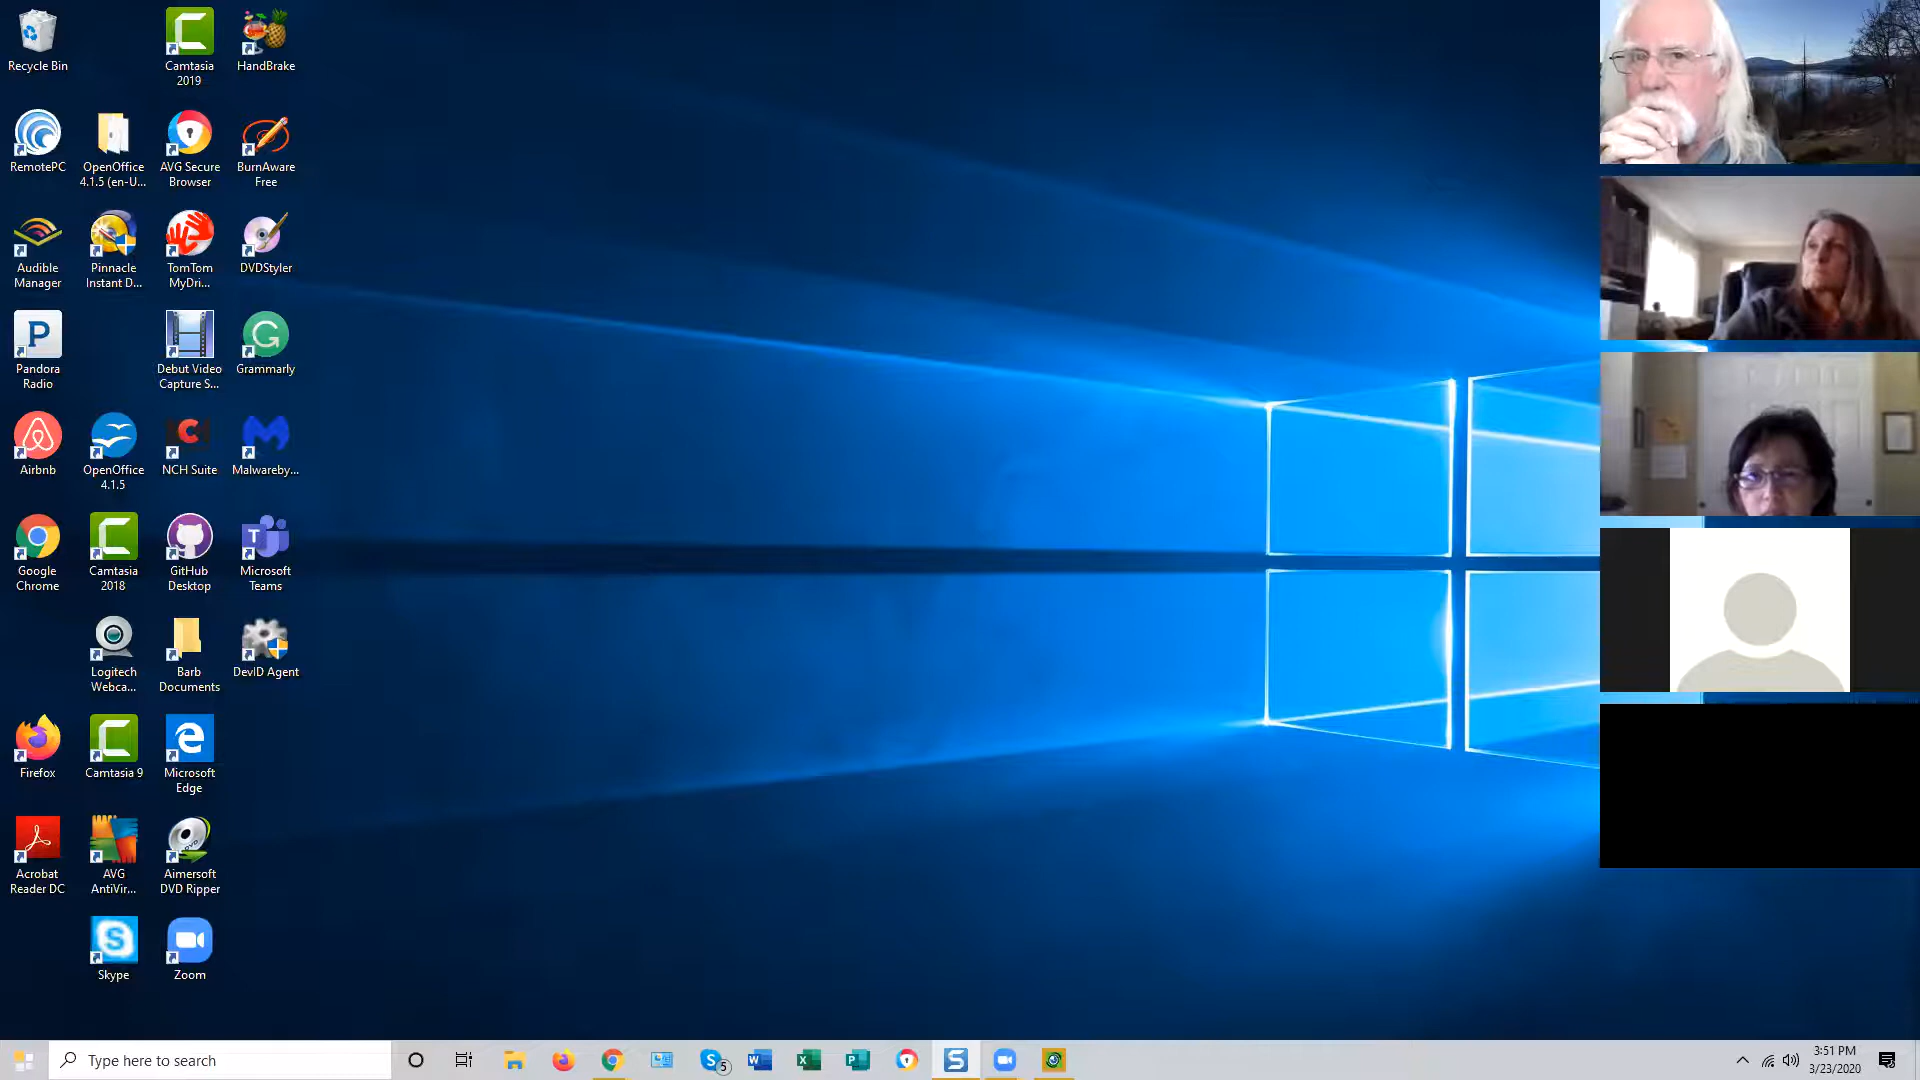 Recycle Bin
Camtasia
2019
HandBrake
RemotePC
OpenOffice
4.1.5 (en-U...
AVG Secure
Browser
BurnAware
Free
Audible
Manager
Pinnacle
Instant D...
TomTom
MyDri...
DVDStyler
Pandora
Radio
Debut Video
Capture S...
Grammarly
Airbnb
OpenOffice
4.1.5
NCH Suite
Malwareby...
Google
Chrome
Camtasia
2018
GitHub
Desktop
Microsoft
Teams
Logitech
Webca...
Barb
Documents
DevID Agent
Firefox
Camtasia 9
Microsoft
Edge
Acrobat
Reader DC
AVG
AntiVir...
Aimersoft
DVD Ripper
Skype
Zoom
Type here to search
5
3:51 PM
3/23/2020